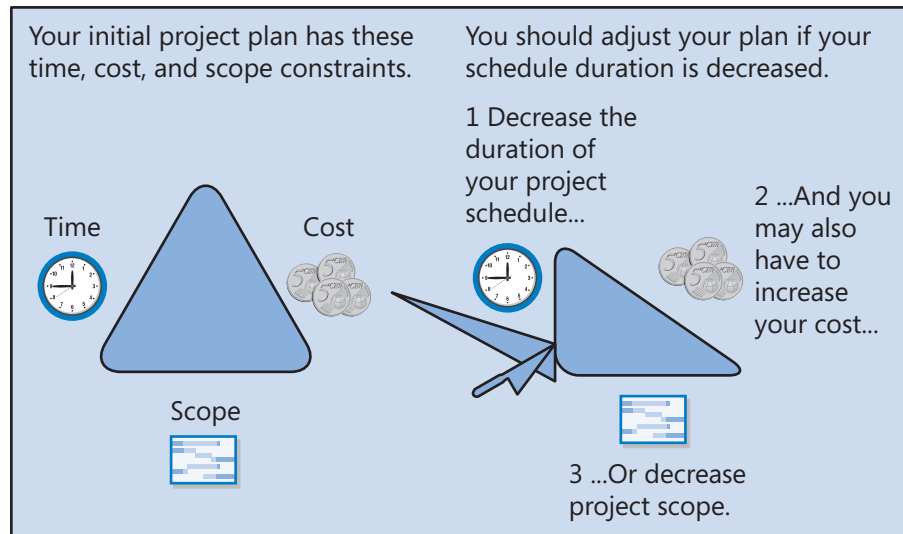 Your initial project plan has these
time, cost, and scope constraints.
Time
Cost
Scope
You should adjust your plan if your
schedule duration is decreased.
1 Decrease the
duration of
your project
schedule...
2 ...And you
may also
have to
increase
your cost...
3 ...Or decrease
project scope.